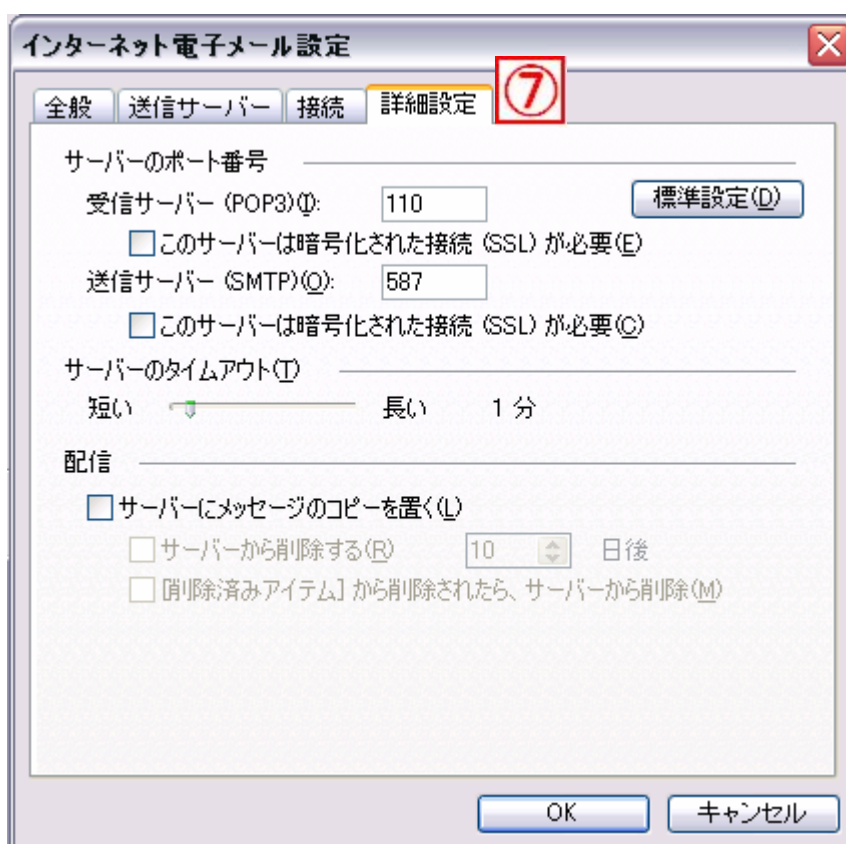 インターネット電子メール設定
全般 送信サーバー 接続 詳細設定 ⑦
サーバーのポート番号
受信サーバー (POP3)(I): 110 標準設定(D)
このサーバーは暗号化された接続 (SSL) が必要(E)
送信サーバー (SMTP)(O): 587
このサーバーは暗号化された接続 (SSL) が必要(C)
サーバーのタイムアウト(T)
短い 長い 1 分
配信
サーバーにメッセージのコピーを置く(L)
サーバーから削除する(R) 10 日後
[削除済みアイテム] から削除されたら、サーバーから削除(M)
OK キャンセル